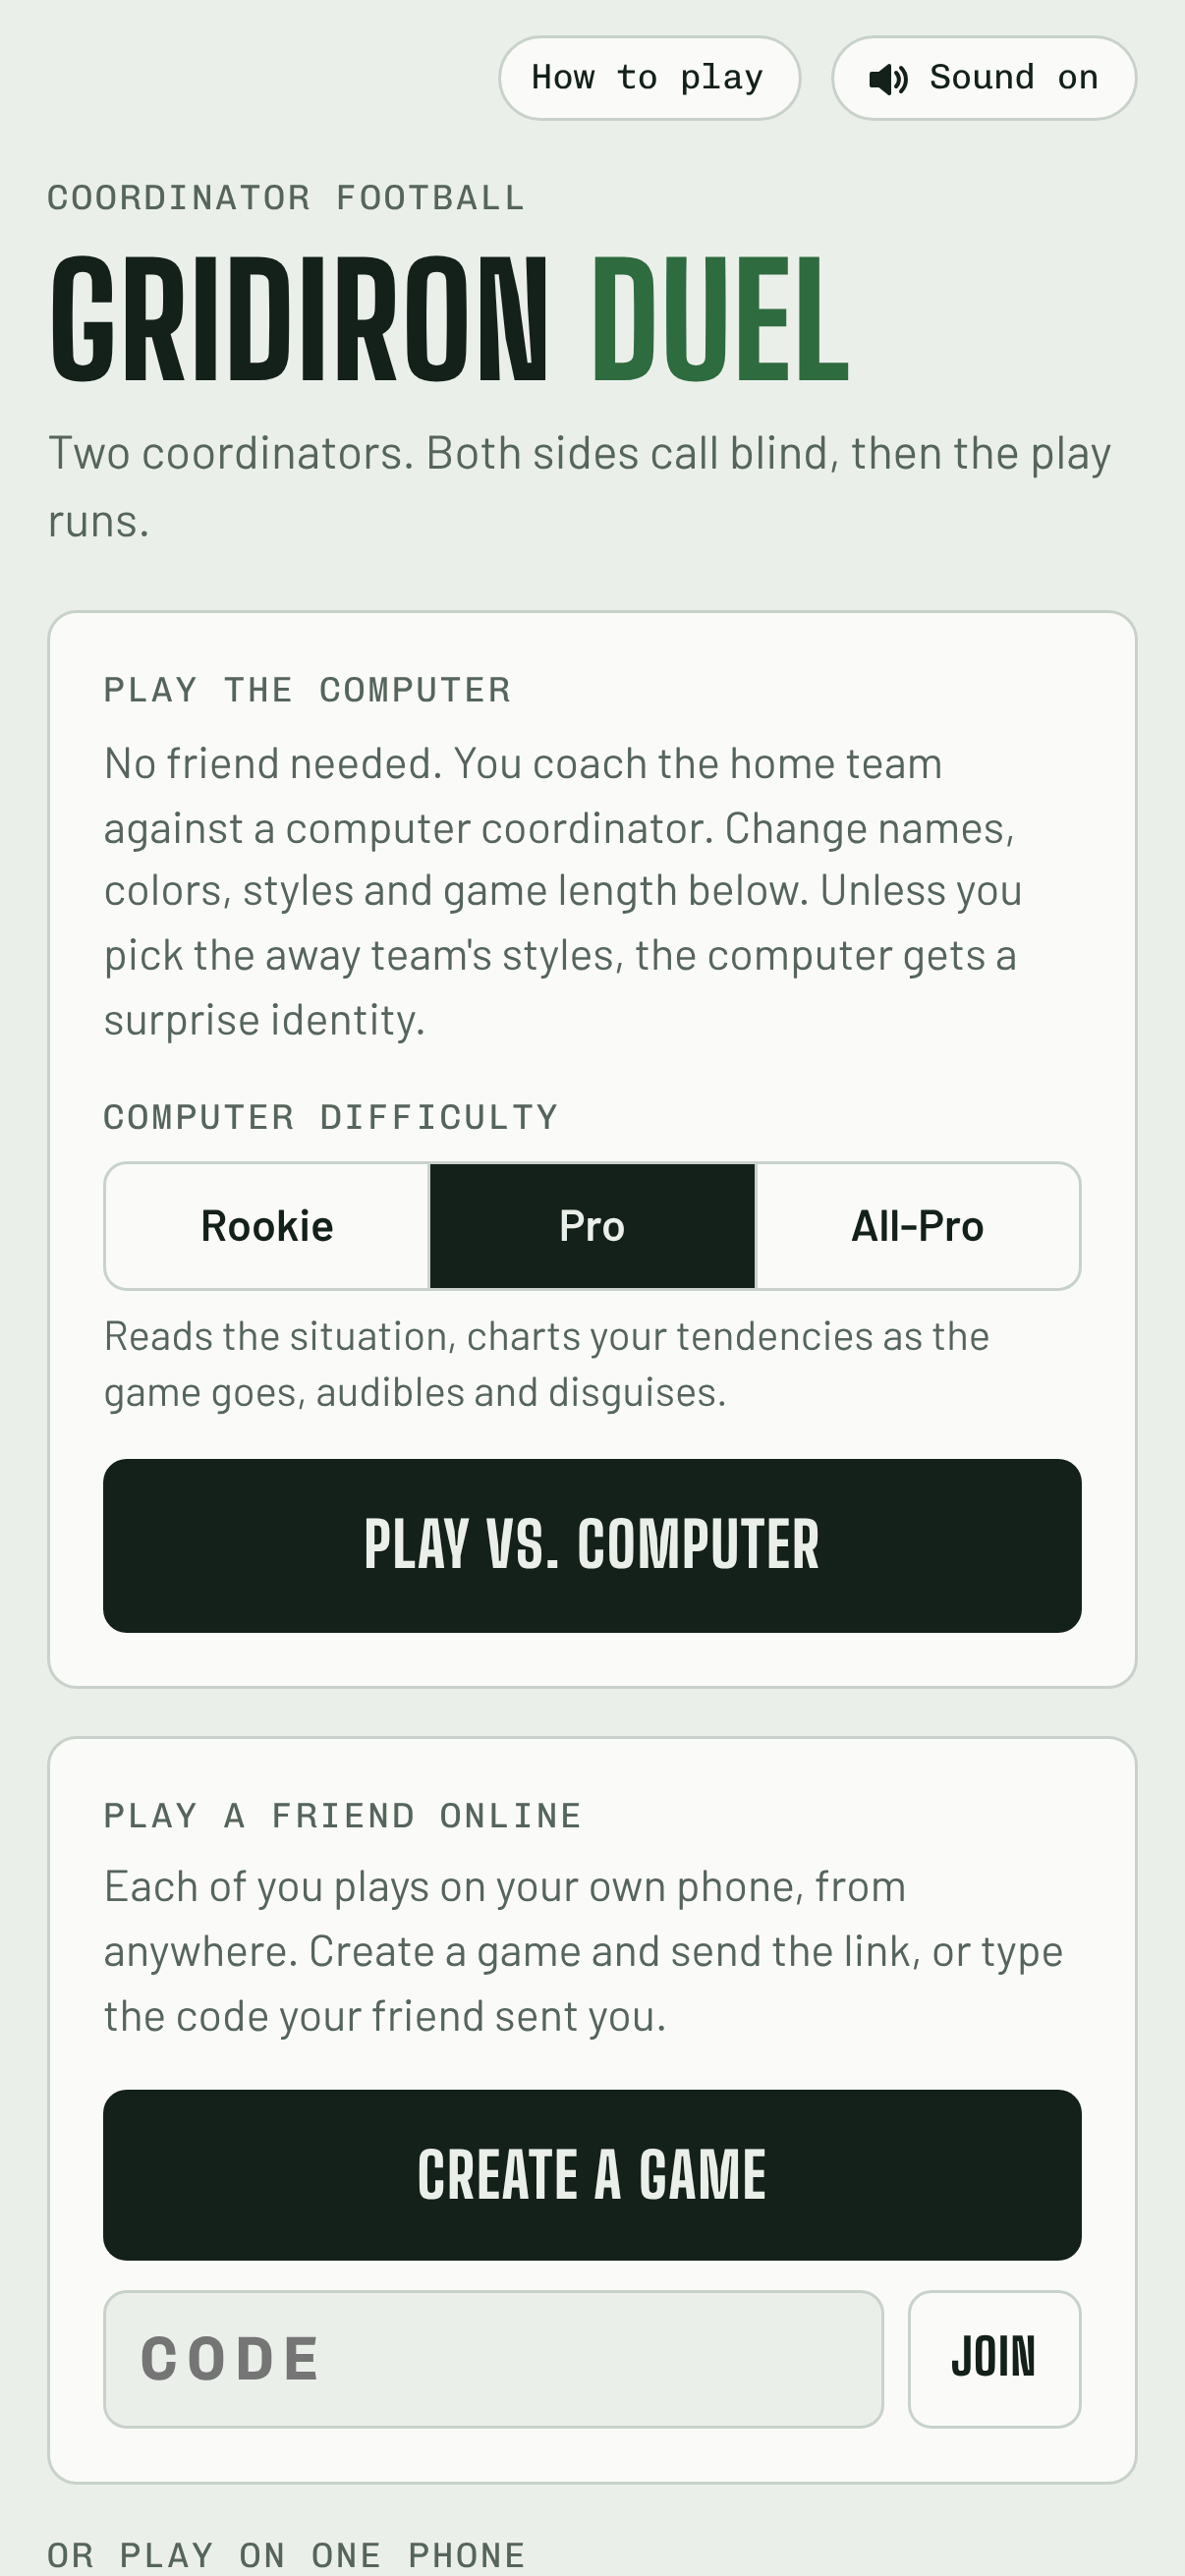 How to play
Sound on
COORDINATOR FOOTBALL
GRIDIRON DUEL
Two coordinators. Both sides call blind, then the play
runs.
PLAY THE COMPUTER
No friend needed. You coach the home team
against a computer coordinator. Change names,
colors, styles and game length below. Unless you
pick the away team's styles, the computer gets a
surprise identity.
COMPUTER DIFFICULTY
Rookie
Pro
All-Pro
Reads the situation, charts your tendencies as the
game goes, audibles and disguises.
PLAY VS. COMPUTER
PLAY A FRIEND ONLINE
Each of you plays on your own phone, from
anywhere. Create a game and send the link, or type
the code your friend sent you.
CREATE A GAME
CODE
JOIN
OR PLAY ON ONE PHONE